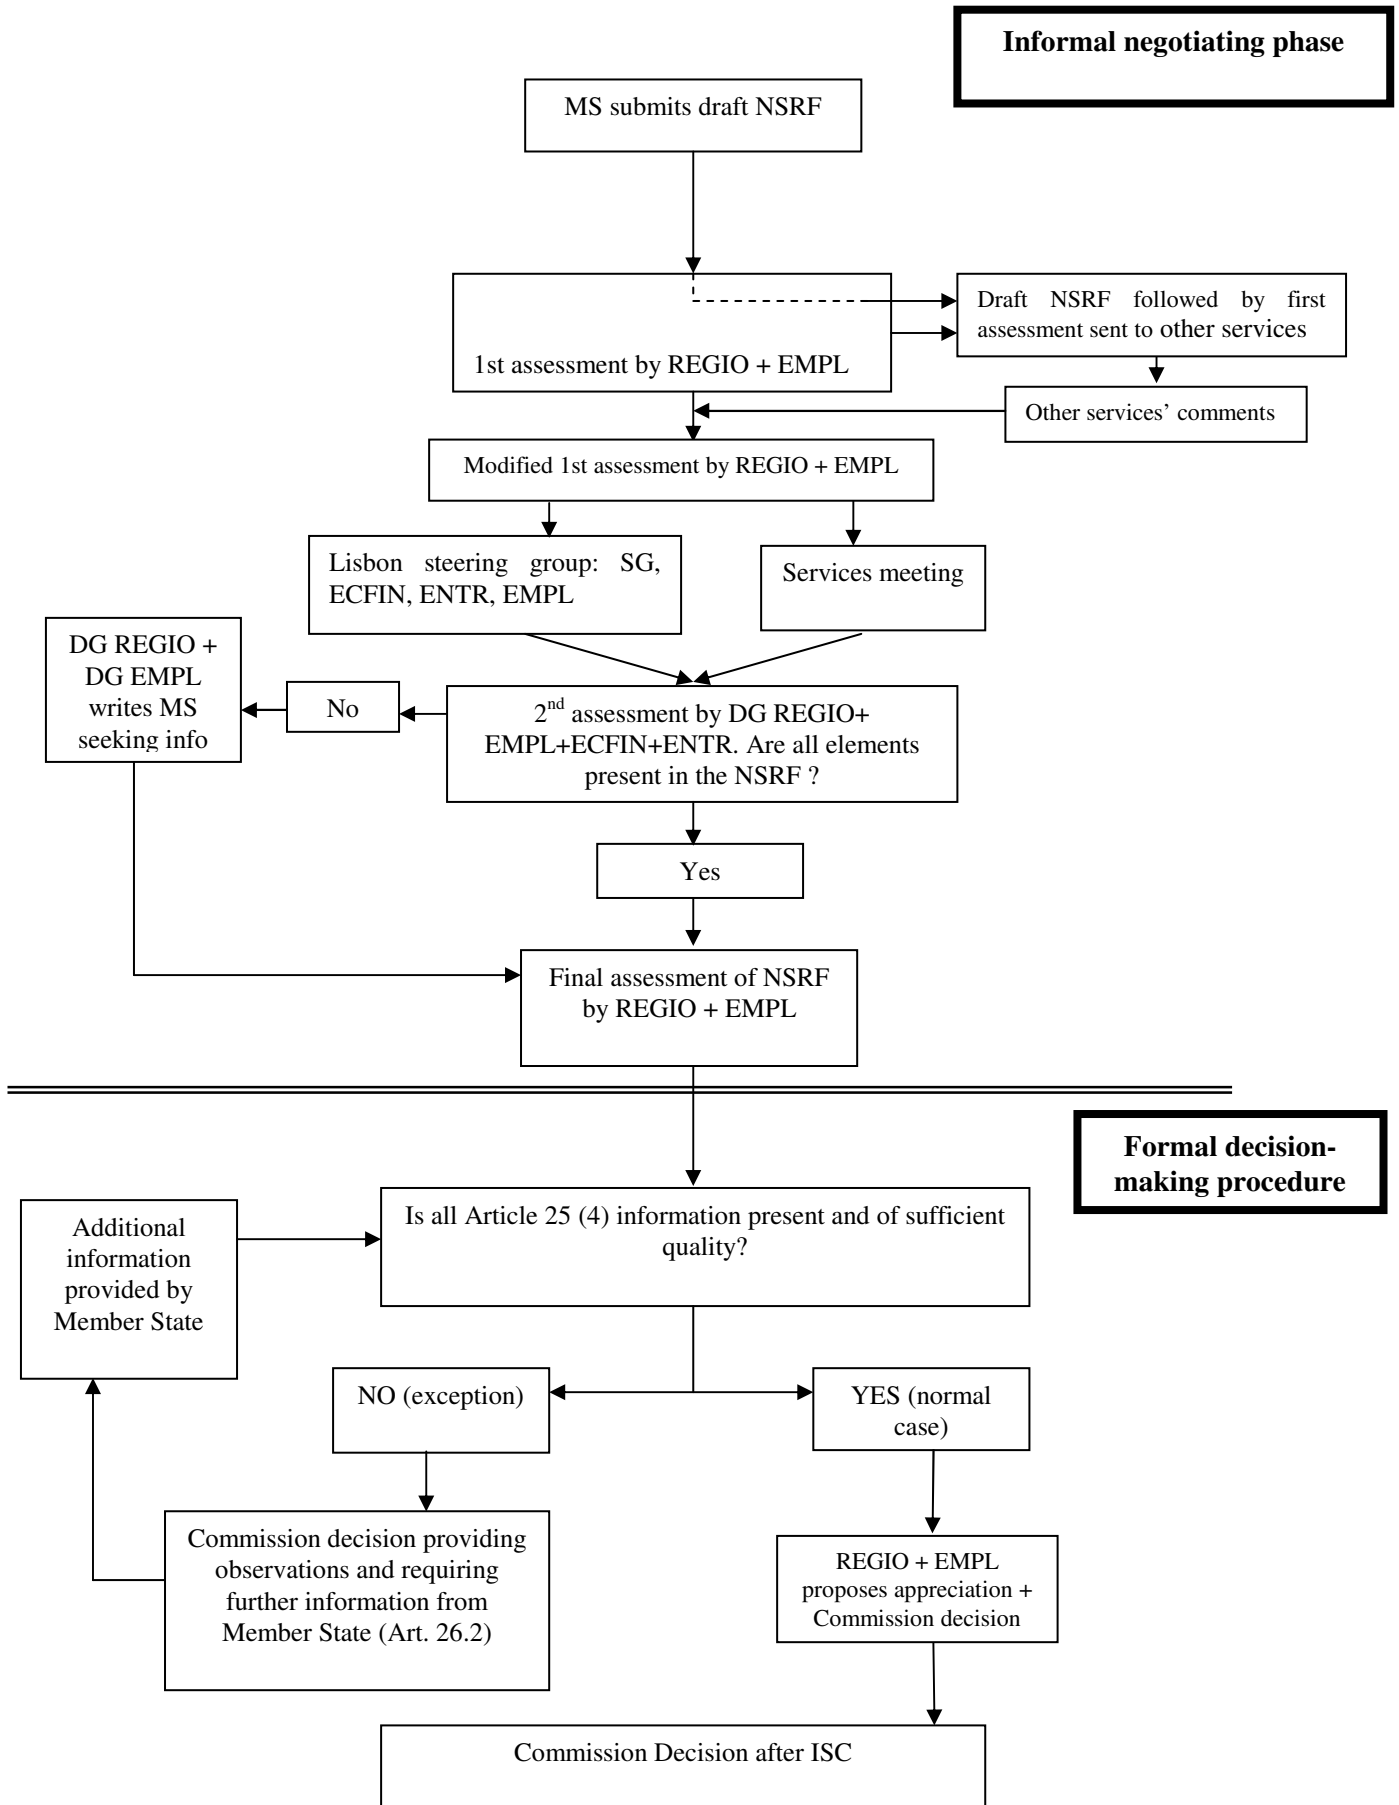 Informal negotiating phase
MS submits draft NSRF
Draft NSRF followed by first
assessment sent to other services
1st assessment by REGIO + EMPL
Other services’ comments
Modified 1st assessment by REGIO + EMPL
Lisbon steering group: SG,
ECFIN, ENTR, EMPL
Services meeting
DG REGIO +
DG EMPL
writes MS
seeking info
No
2nd assessment by DG REGIO+
EMPL+ECFIN+ENTR. Are all elements
present in the NSRF ?
Yes
Final assessment of NSRF
by REGIO + EMPL
Formal decision-
making procedure
Additional
information
provided by
Member State
Is all Article 25 (4) information present and of sufficient
quality?
NO (exception)
YES (normal
case)
Commission decision providing
observations and requiring
further information from
Member State (Art. 26.2)
REGIO + EMPL
proposes appreciation +
Commission decision
Commission Decision after ISC